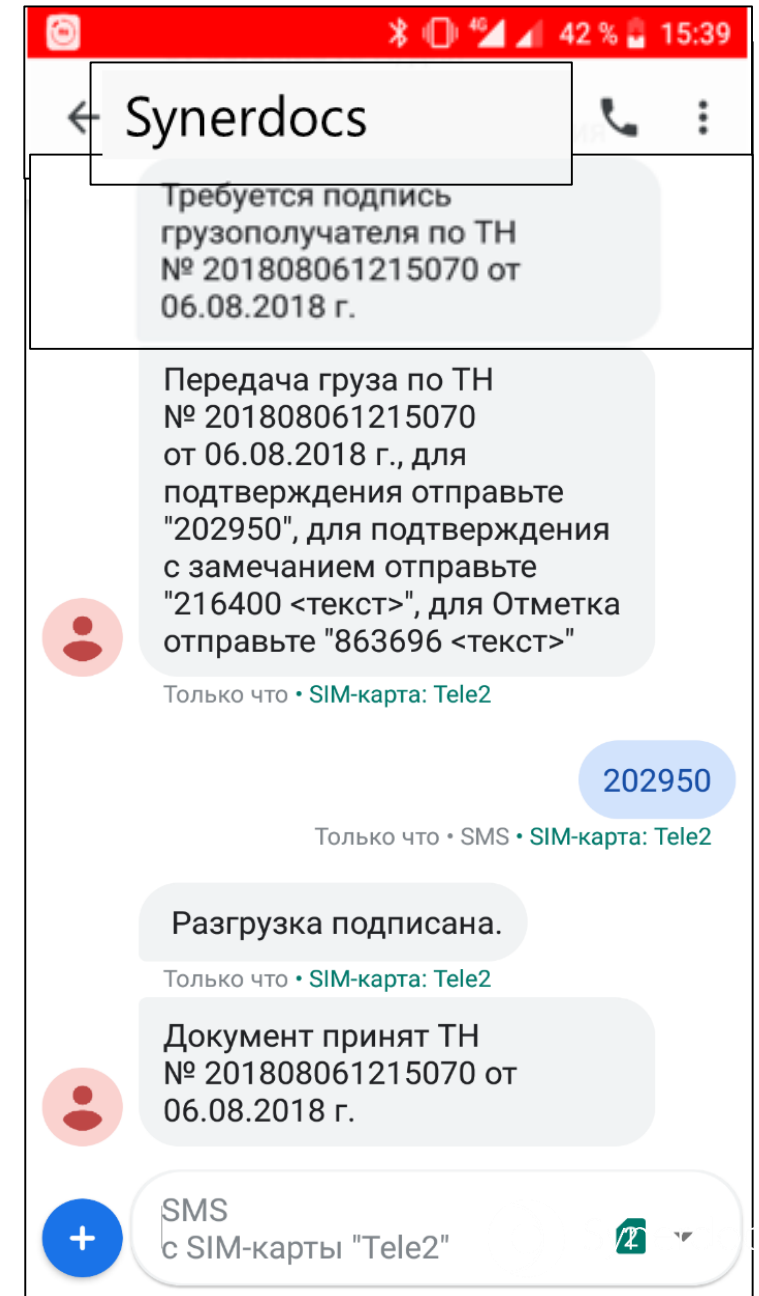 4G 42 % 15:39
Synerdocs
Требуется подпись
грузополучателя по ТН
№ 201808061215070 от
06.08.2018 г.
Передача груза по ТН
№ 201808061215070
от 06.08.2018 г., для
подтверждения отправьте
"202950", для подтверждения
с замечанием отправьте
"216400 <текст>", для Отметка
отправьте "863696 <текст>"
Только что • SIM-карта: Tele2
202950
Только что • SMS • SIM-карта: Tele2
Разгрузка подписана.
Только что • SIM-карта: Tele2
Документ принят ТН
№ 201808061215070 от
06.08.2018 г.
SMS
с SIM-карты "Tele2"
2